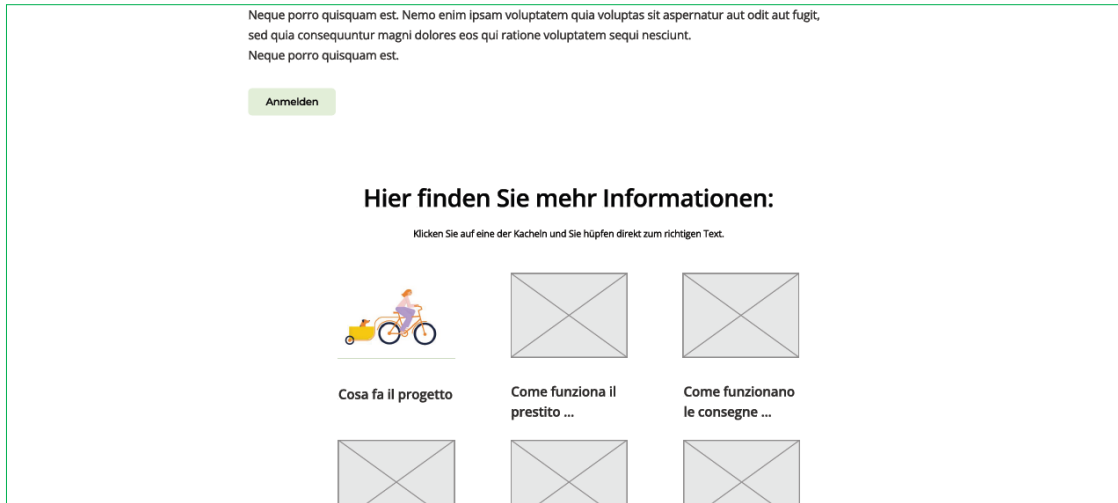 Neque porro quisquam est. Nemo enim ipsam voluptatem quia voluptas sit aspernatur aut odit aut fugit,
sed quia consequuntur magni dolores eos qui ratione voluptatem sequi nesciunt.
Neque porro quisquam est.
Anmelden
Hier finden Sie mehr Informationen:
Klicken Sie auf eine der Kacheln und Sie hüpfen direkt zum richtigen Text.
Cosa fa il progetto
Come funziona il
prestito ...
Come funzionano
le consegne ...